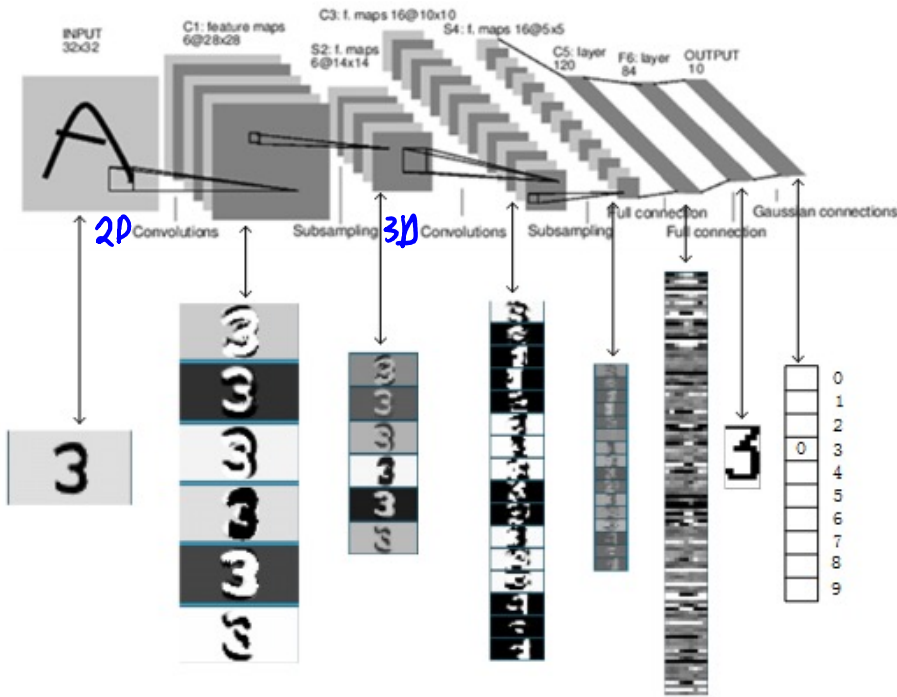 INPUT
32x32
C1: feature maps
6@28x28
S2: f. maps
6@14x14
C3: f. maps 16@10x10
S4: f. maps 16@5x5
C5: layer
120
F6: layer
84
OUTPUT
10
2D
Convolutions
Subsampling
3D
Convolutions
Subsampling
Full connection
Full connection
Gaussian connections
A
3
3
0
0
1
2
3
4
5
6
7
8
9